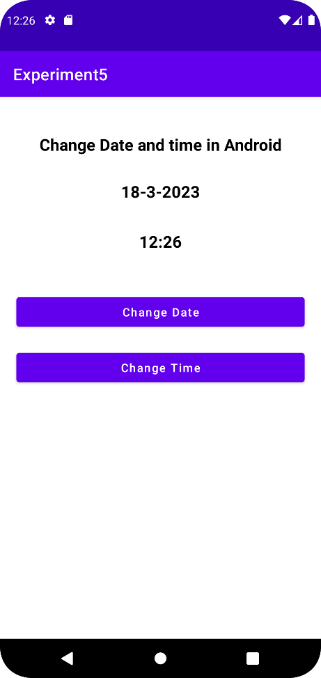 12:26
Experiment5
Change Date and time in Android
18-3-2023
12:26
Change Date
Change Time